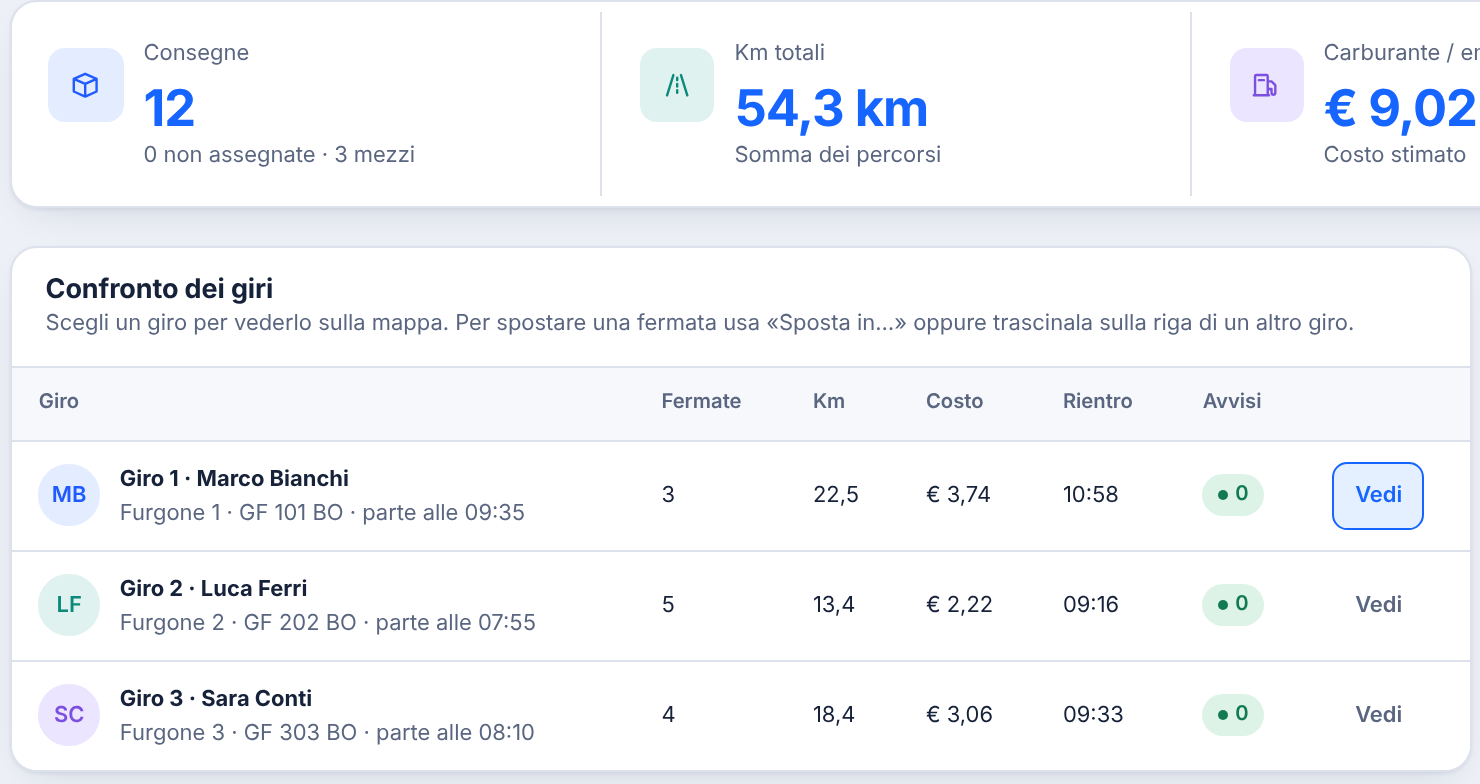 Consegne
12
0 non assegnate · 3 mezzi
Km totali
54,3 km
Somma dei percorsi
Carburante /
€ 9,02
Costo stimato
Confronto dei giri
Scegli un giro per vederlo sulla mappa. Per spostare una fermata usa «Sposta in...» oppure trascinala sulla riga di un altro giro.
Giro Fermate Km Costo Rientro Avvisi
MB Giro 1 · Marco Bianchi 3 22,5 € 3,74 10:58 0 Vedi
Furgone 1 · GF 101 BO · parte alle 09:35
LF Giro 2 · Luca Ferri 5 13,4 € 2,22 09:16 0 Vedi
Furgone 2 · GF 202 BO · parte alle 07:55
SC Giro 3 · Sara Conti 4 18,4 € 3,06 09:33 0 Vedi
Furgone 3 · GF 303 BO · parte alle 08:10